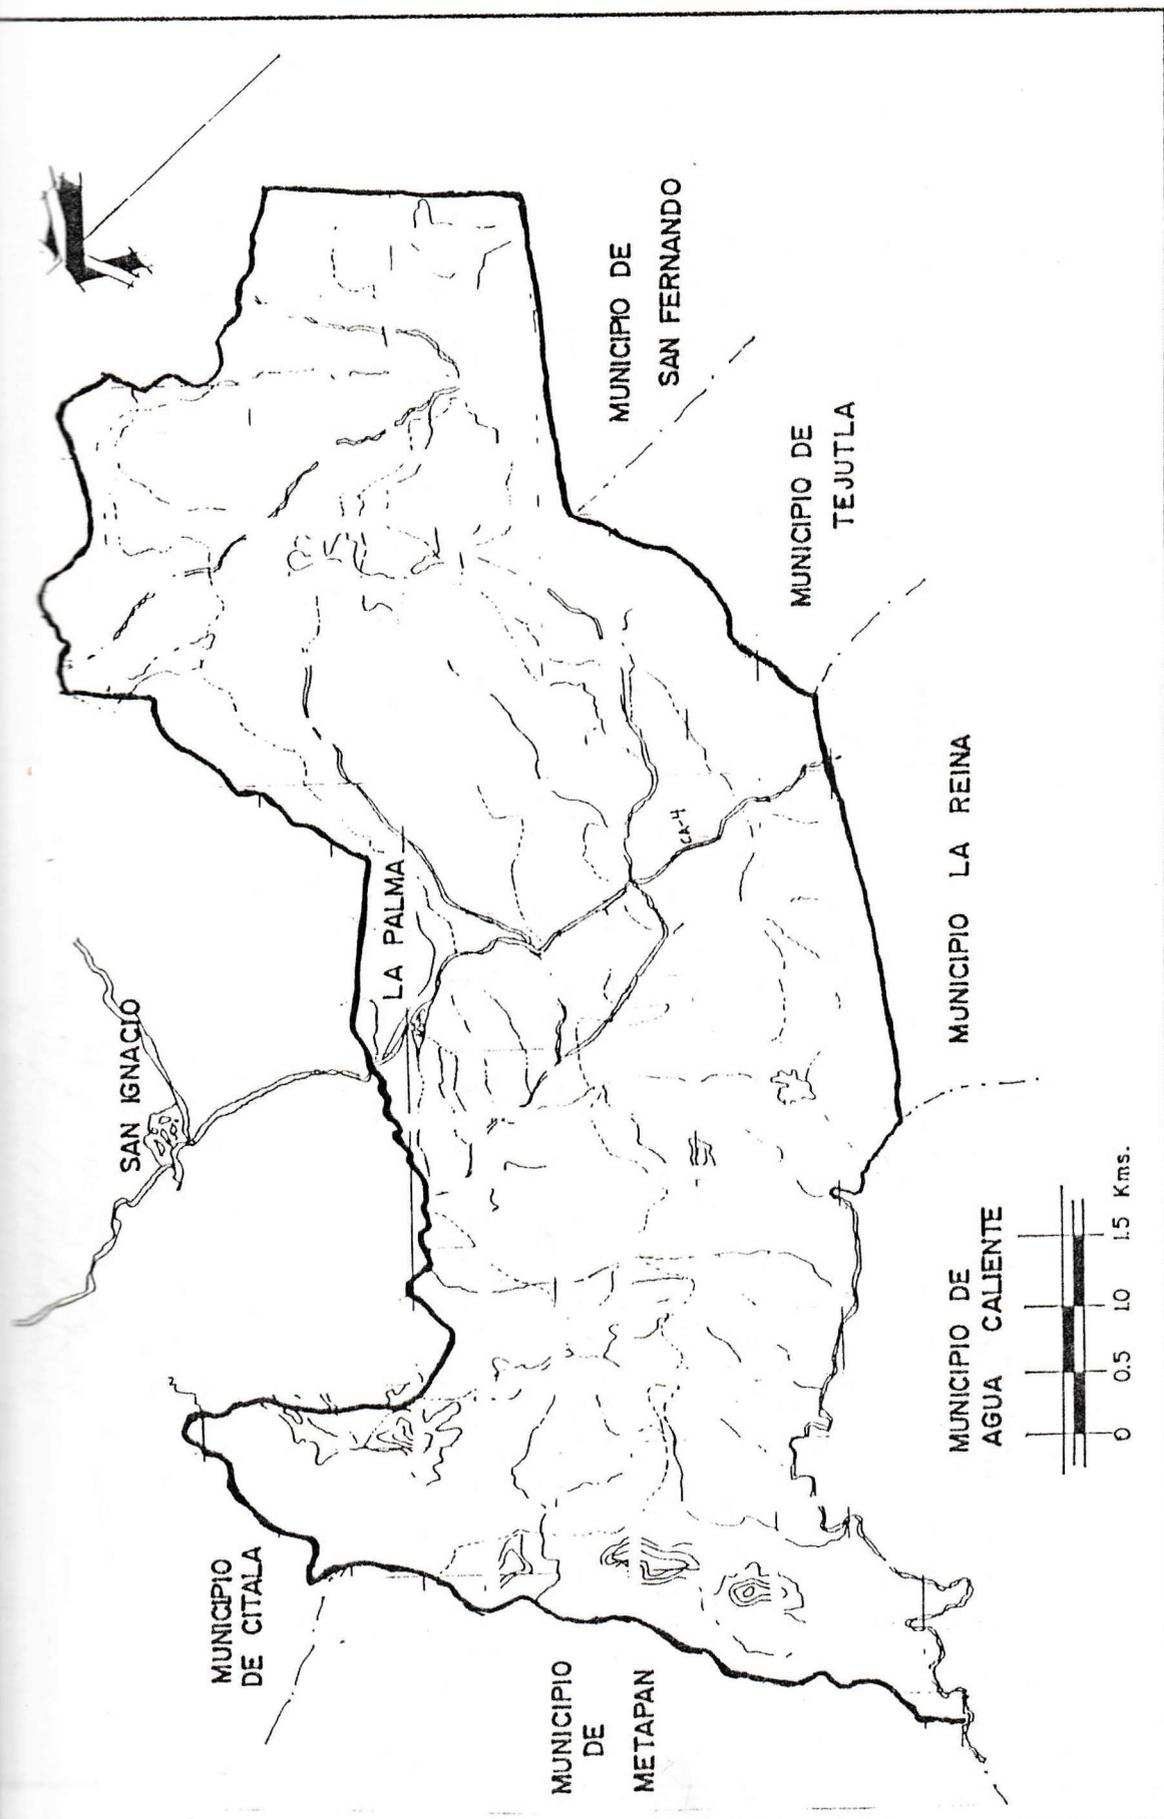 SAN IGNACIO
LA PALMA
MUNICIPIO
DE CITALA
MUNICIPIO
DE
METAPAN
MUNICIPIO DE
SAN FERNANDO
MUNICIPIO DE
TEJUTLA
MUNICIPIO LA REINA
CA-4
MUNICIPIO DE
AGUA CALIENTE
0 0.5 1.0 1.5 Kms.